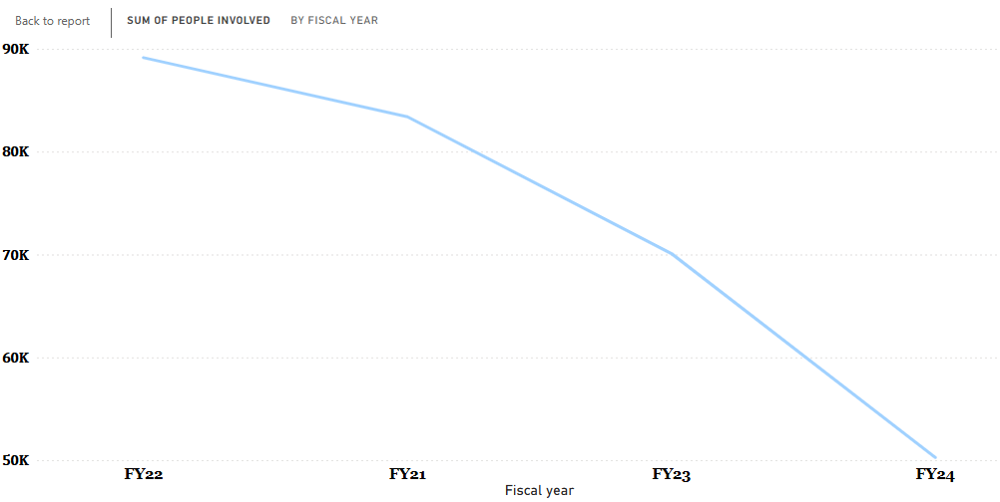 Back to report
SUM OF PEOPLE INVOLVED BY FISCAL YEAR
90K
80K
70K
60K
50K
FY22 FY21 FY23 FY24
Fiscal year